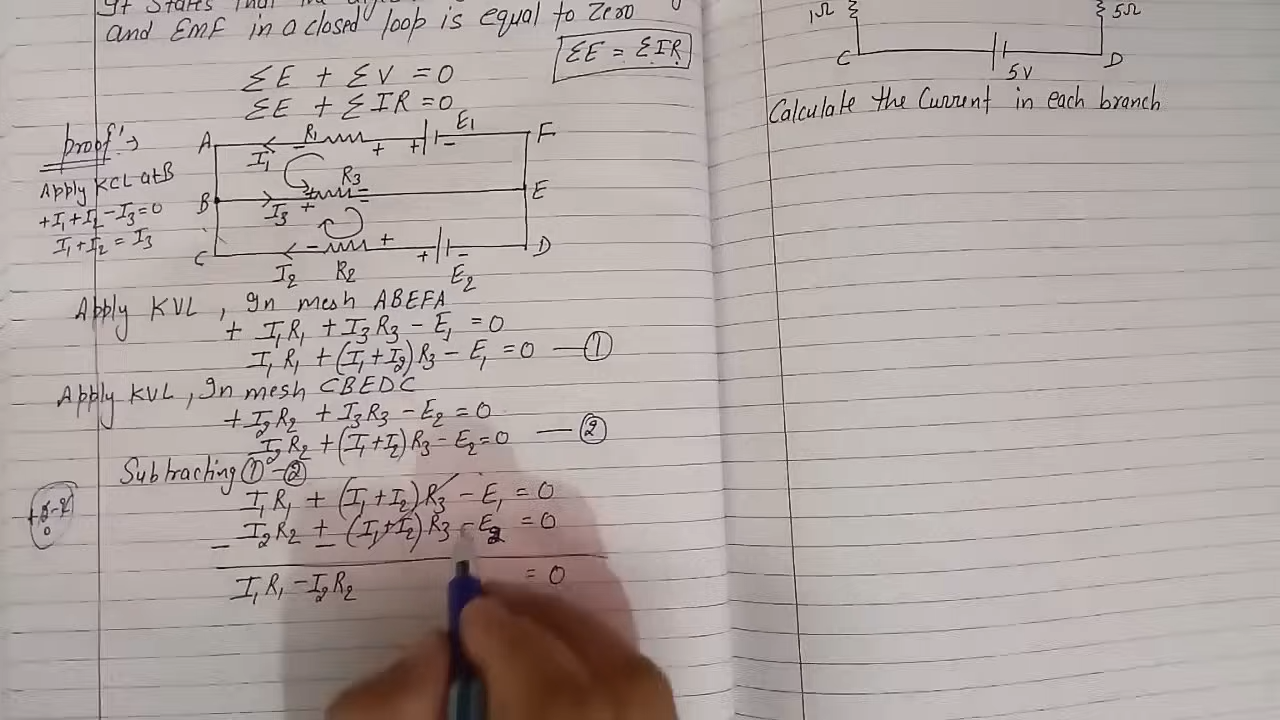 It States that the
and EMF in a closed loop is equal to Zero
ΣE = ΣIR
ΣE + ΣV = 0
ΣE + ΣIR = 0
Proof:→
Apply KCL at B
+I₁+I₂-I₃=0
I₁+I₂ = I₃
A R₁ + + E₁ - F
I₁ -
R₃
B I₃ + - E
C - + + - D
I₂ R₂ E₂
Apply KVL, In mesh ABEFA
+ I₁R₁ + I₃R₃ - E₁ = 0
I₁R₁ + (I₁+I₂)R₃ - E₁ = 0 — ①
Apply KVL, In mesh CBEDC
+ I₂R₂ + I₃R₃ - E₂ = 0
I₂R₂ + (I₁+I₂)R₃ - E₂ = 0 — ②
Subtracting ① - ②
I₁R₁ + (I₁+I₂)R₃ - E₁ = 0
I₂R₂ + (I₁+I₂)R₃ - E₂ = 0
- -
I₁R₁ - I₂R₂ = 0
1Ω 5Ω
C 5V D
Calculate the Current in each branch